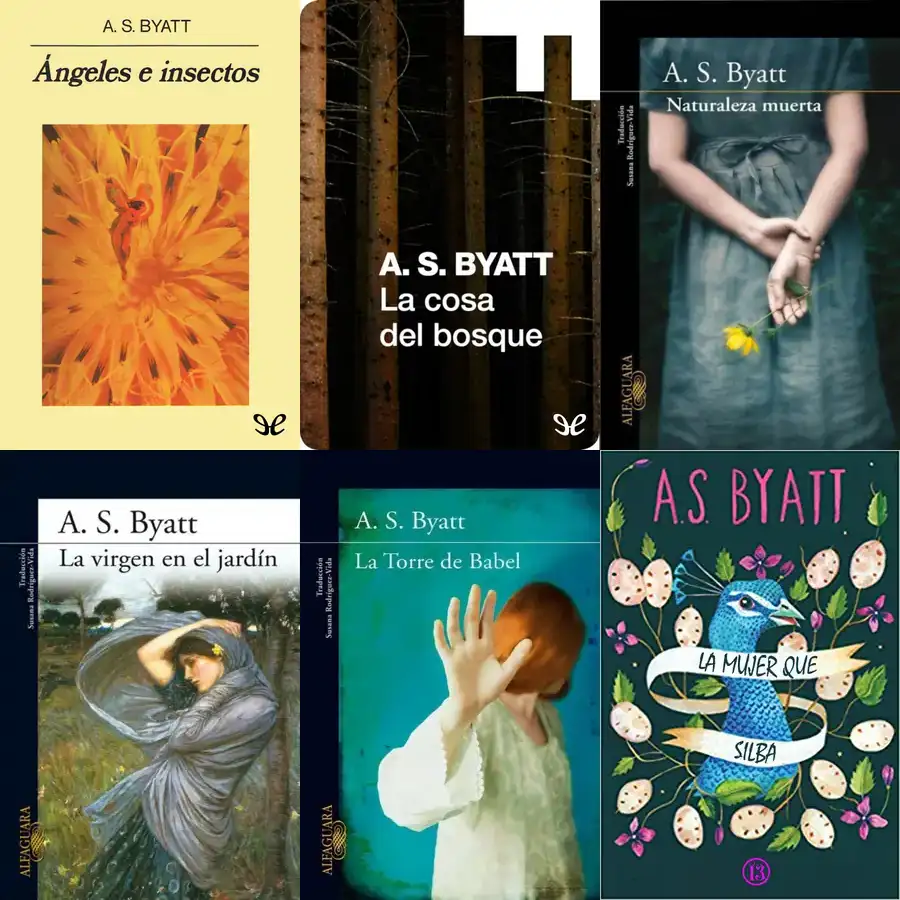 A. S. BYATT
Ángeles e insectos
A. S. BYATT
La cosa
del bosque
A. S. Byatt
Naturaleza muerta
Traducción
Susana Rodríguez-Vida
ALFAGUARA
A. S. Byatt
La virgen en el jardín
Traducción
Susana Rodríguez-Vida
ALFAGUARA
A. S. Byatt
La Torre de Babel
Traducción
Susana Rodríguez-Vida
ALFAGUARA
A.S. BYATT
LA MUJER QUE
SILBA
13